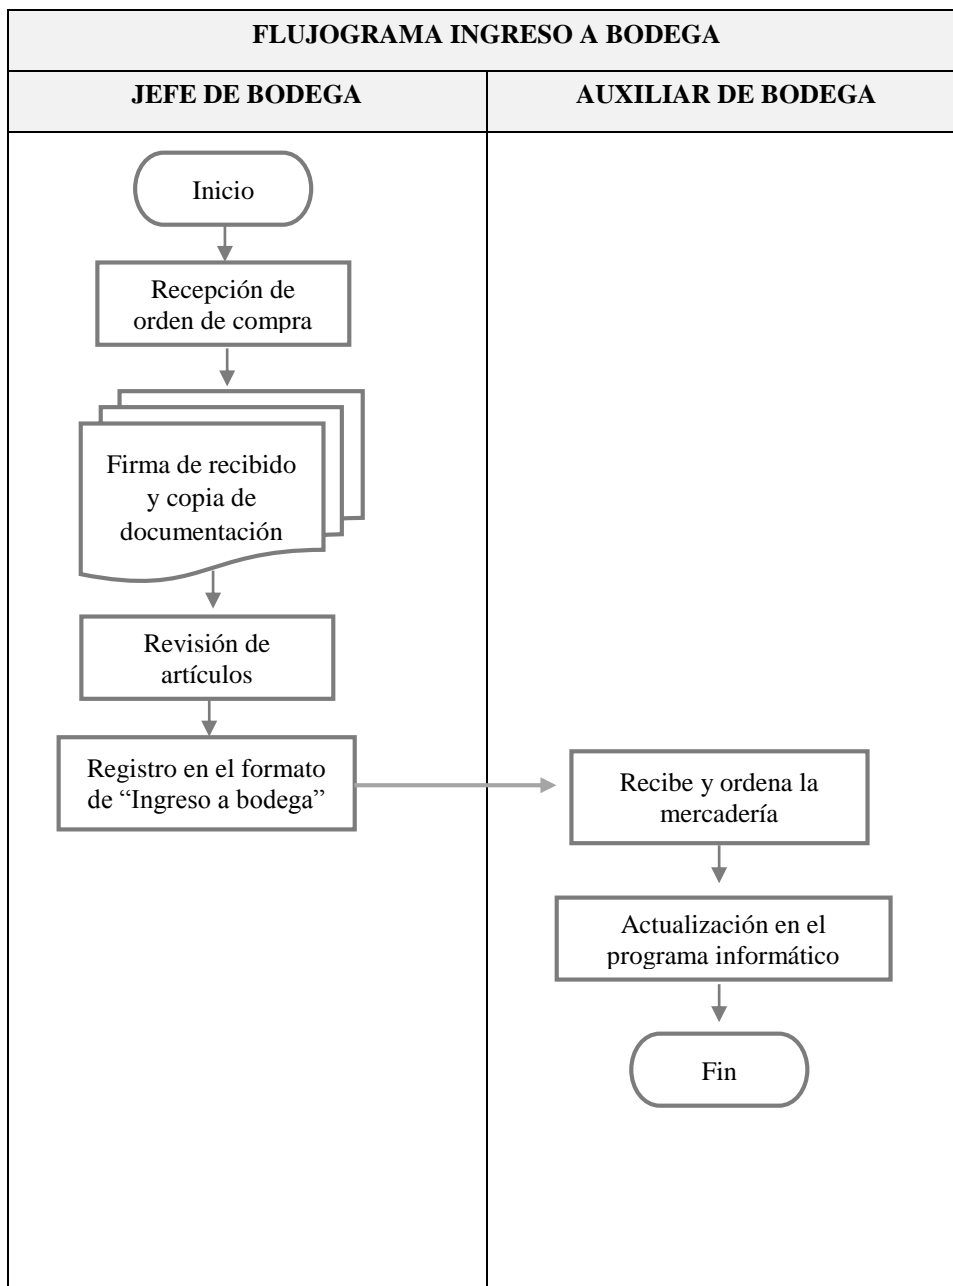 FLUJOGRAMA INGRESO A BODEGA
JEFE DE BODEGA
AUXILIAR DE BODEGA
Inicio
Recepción de
orden de compra
Firma de recibido
y copia de
documentación
Revisión de
artículos
Registro en el formato
de “Ingreso a bodega”
Recibe y ordena la
mercadería
Actualización en el
programa informático
Fin